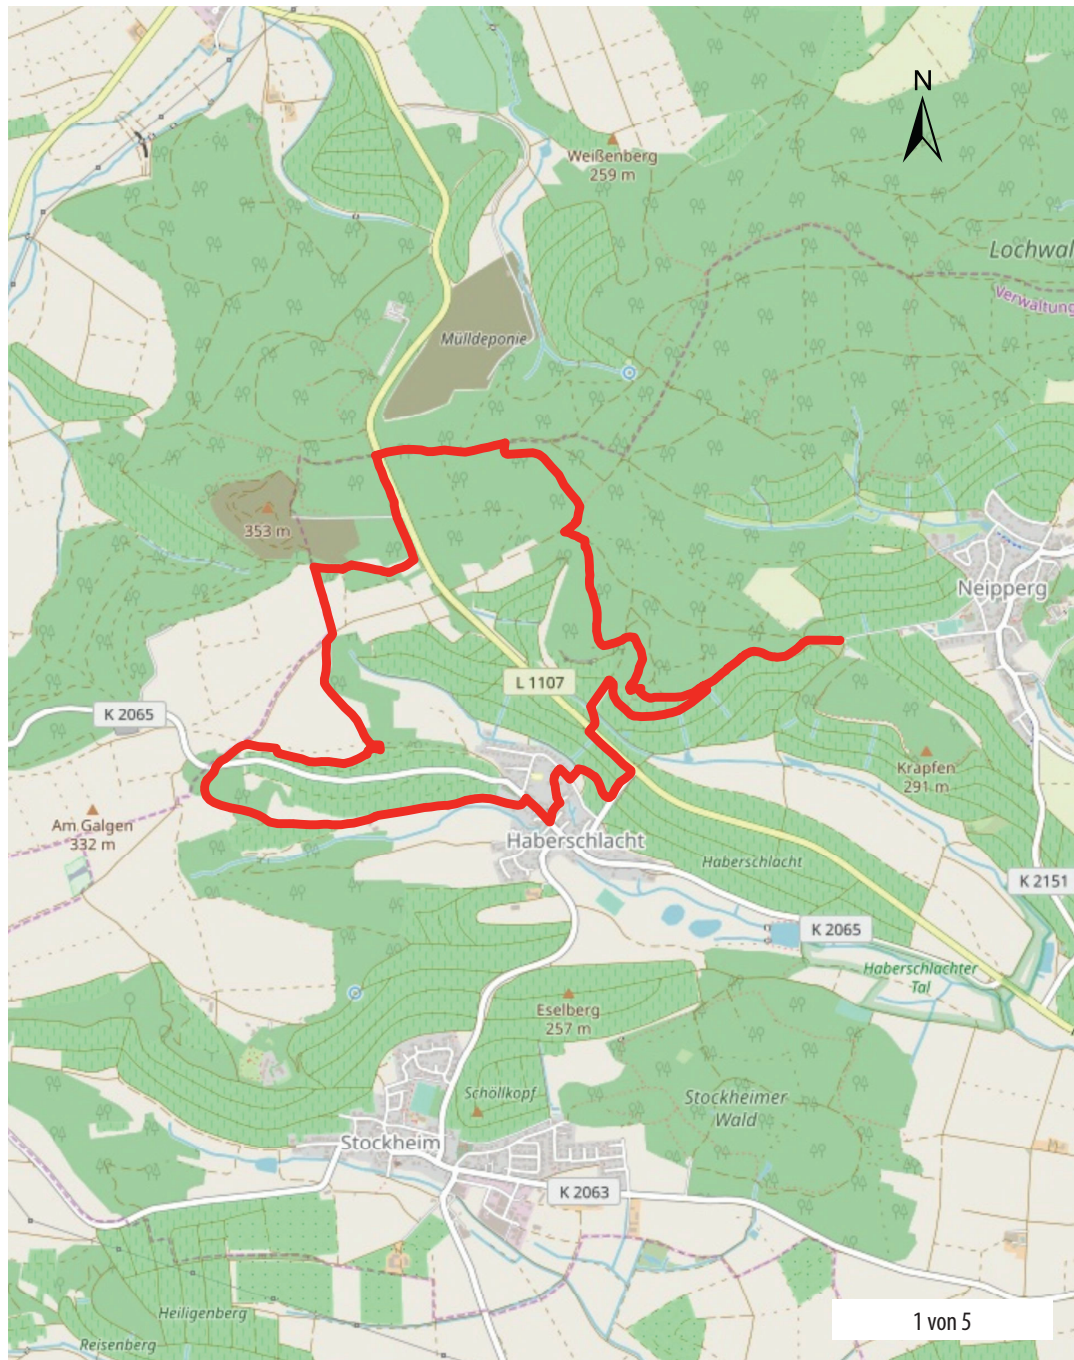 N
Weißenberg
259 m
Lochwal
Verwaltung
Mülldeponie
353 m
Neipperg
L 1107
K 2065
Krapfen
291 m
Am Galgen
332 m
Haberschlacht
Haberschlacht
K 2151
K 2065
Haberschlachter
Tal
Eselberg
257 m
Schöllkopf
Stockheimer
Wald
Stockheim
K 2063
Heiligenberg
Reisenberg
1 von 5